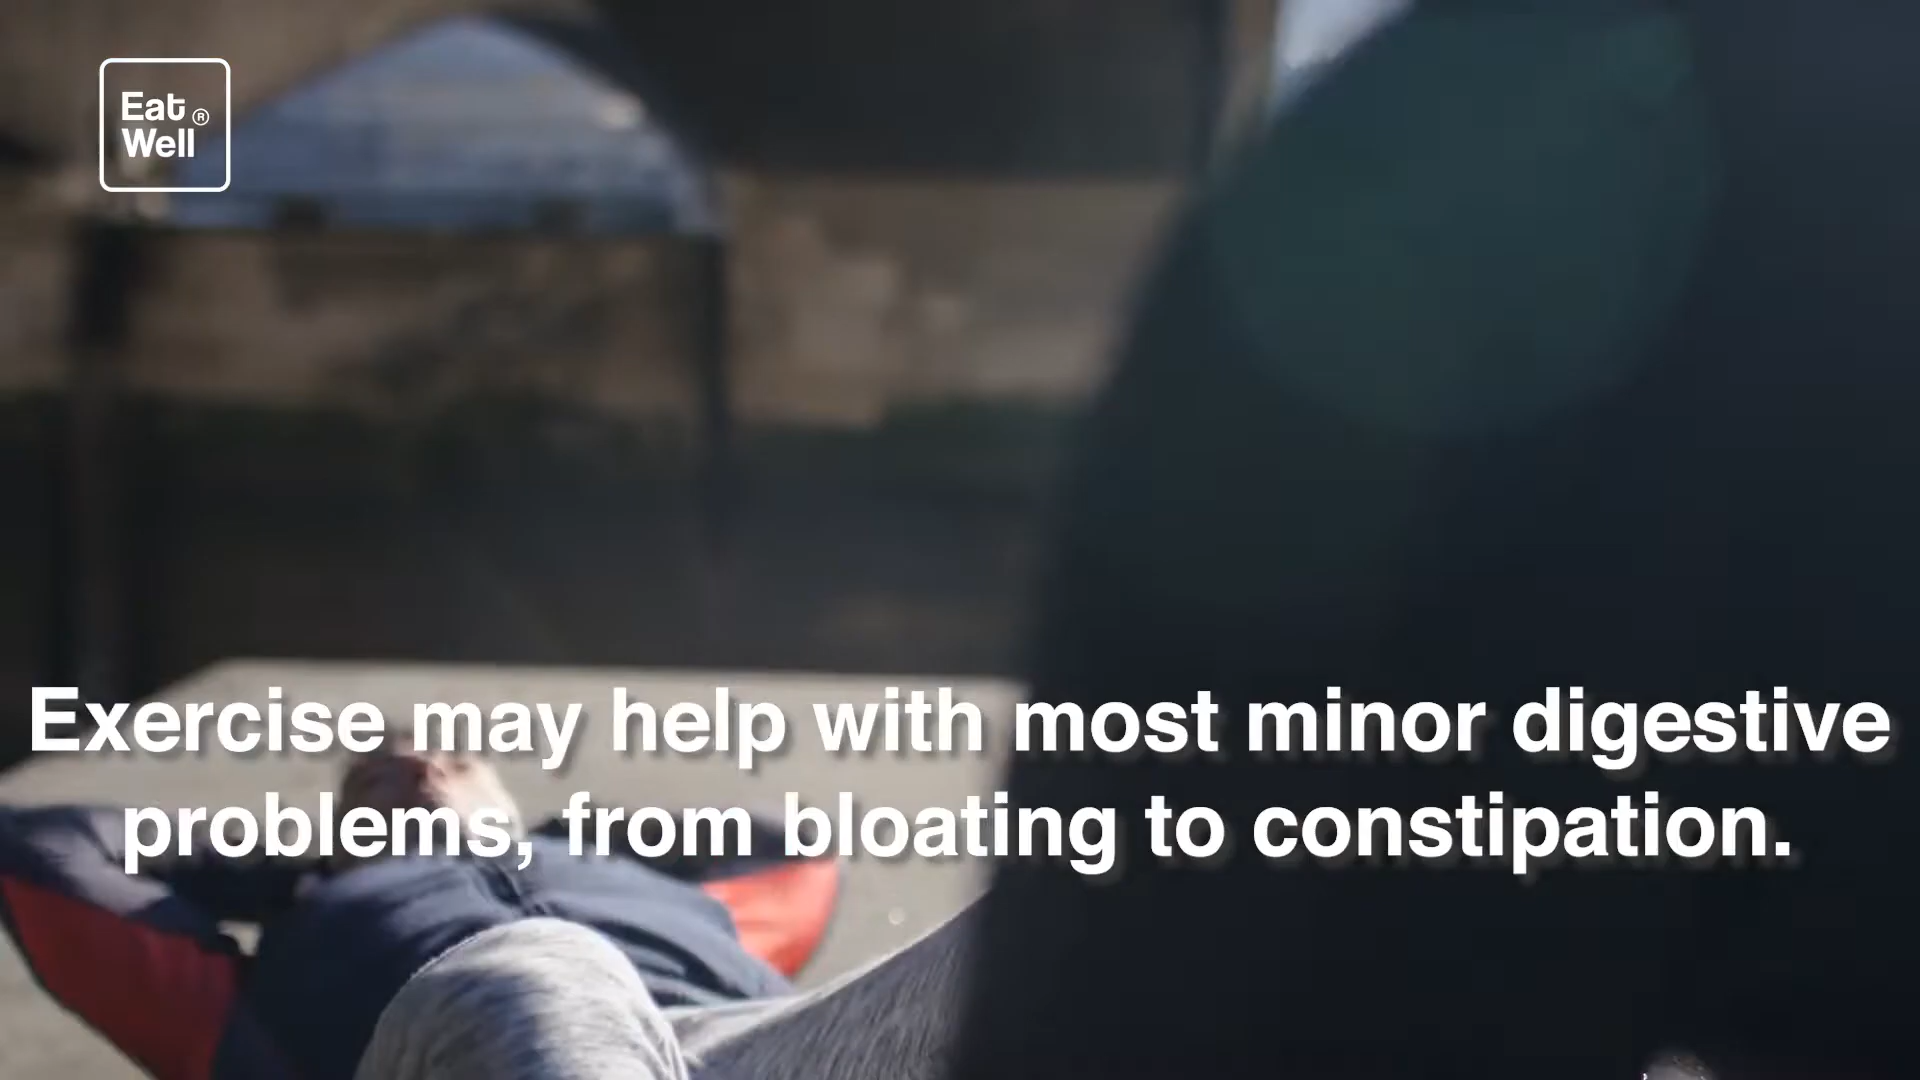 Eat
Well ®
Exercise may help with most minor digestive
problems, from bloating to constipation.